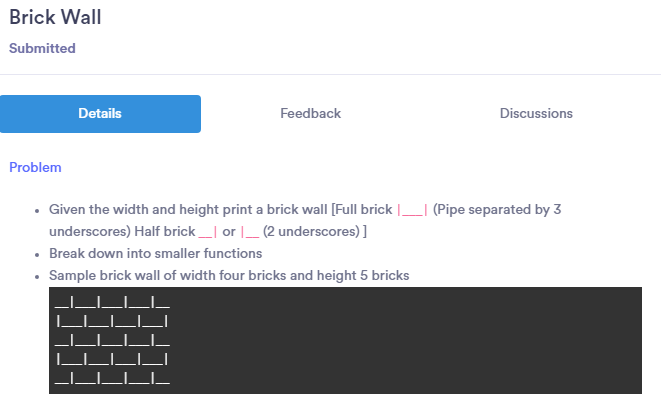 Brick Wall
Submitted
Details Feedback Discussions
Problem
• Given the width and height print a brick wall [Full brick |___| (Pipe separated by 3
underscores) Half brick __| or |__ (2 underscores) ]
• Break down into smaller functions
• Sample brick wall of width four bricks and height 5 bricks
__|___|___|___|__
|___|___|___|___|
__|___|___|___|__
|___|___|___|___|
__|___|___|___|__